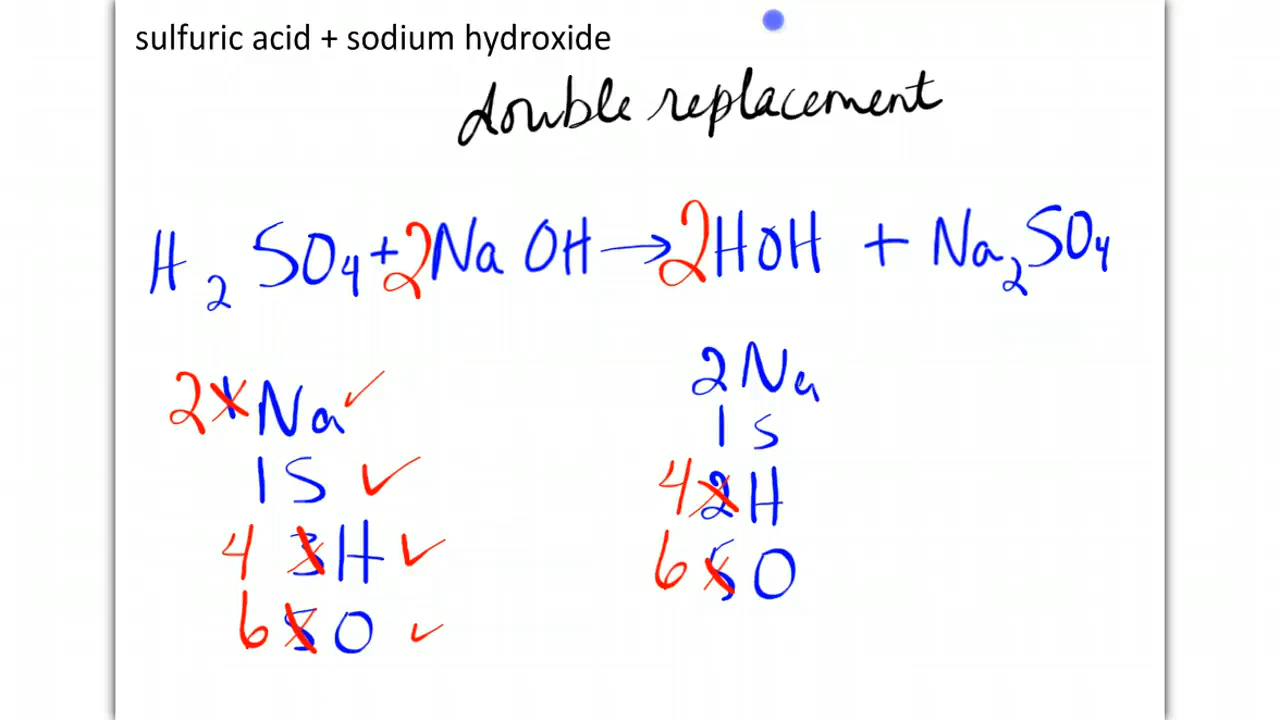 sulfuric acid + sodium hydroxide
double replacement
H₂SO₄+2NaOH→2HOH + Na₂SO₄
2 1 Na ✓ 2 Na
1 S ✓ 1 S
4 3 H ✓ 4 2 H
6 5 O ✓ 6 5 O